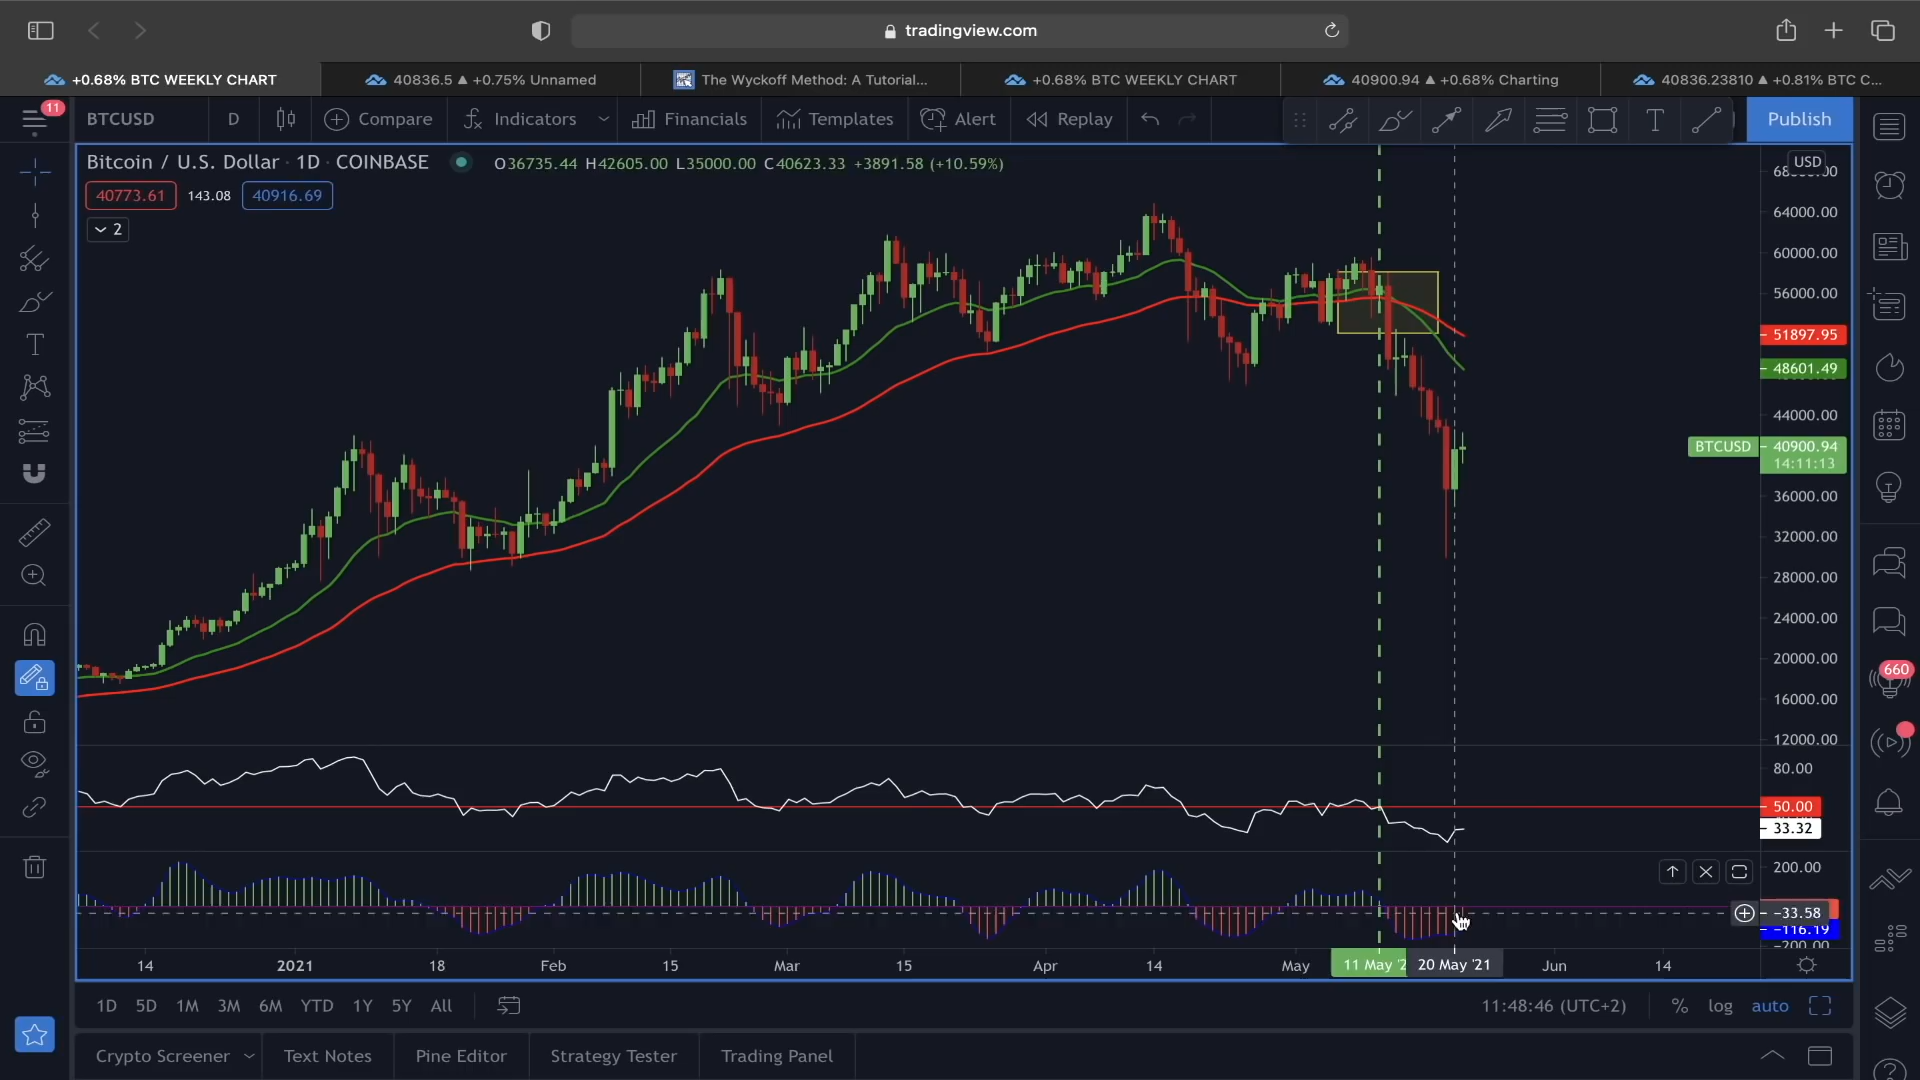 tradingview.com
+0.68% BTC WEEKLY CHART
40836.5 ▲ +0.75% Unnamed
The Wyckoff Method: A Tutorial...
+0.68% BTC WEEKLY CHART
40900.94 ▲ +0.68% Charting
40836.23810 ▲ +0.81% BTC C...
11
BTCUSD D Compare Indicators Financials Templates Alert Replay T Publish
Bitcoin / U.S. Dollar · 1D · COINBASE O36735.44 H42605.00 L35000.00 C40623.33 +3891.58 (+10.59%)
40773.61 143.08 40916.69
2
USD
64000.00
60000.00
56000.00
51897.95
48601.49
44000.00
BTCUSD 40900.94
14:11:13
36000.00
32000.00
28000.00
24000.00
20000.00
660
16000.00
12000.00
80.00
50.00
33.32
200.00
−33.58
−116.19
−200.00
14 2021 18 Feb 15 Mar 15 Apr 14 May 11 May '2 20 May '21 Jun 14
1D 5D 1M 3M 6M YTD 1Y 5Y All 11:48:46 (UTC+2) % log auto
Crypto Screener Text Notes Pine Editor Strategy Tester Trading Panel